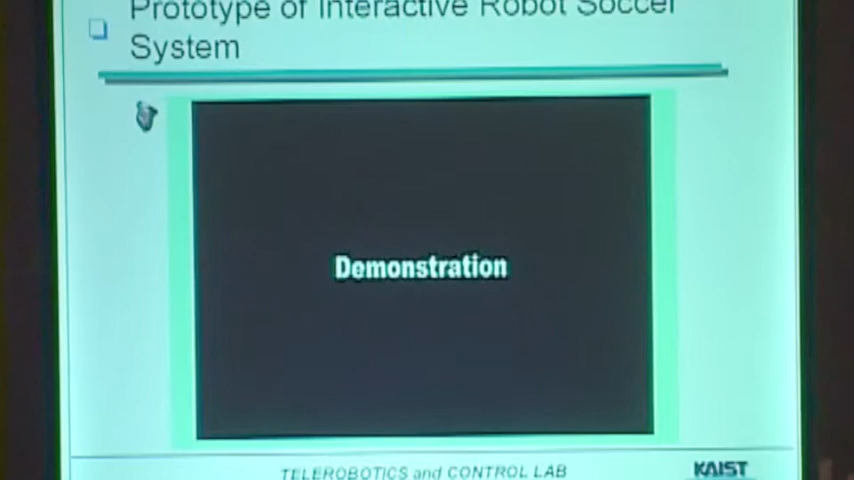 Prototype of Interactive Robot Soccer
System
Demonstration
TELEROBOTICS and CONTROL LAB
KAIST